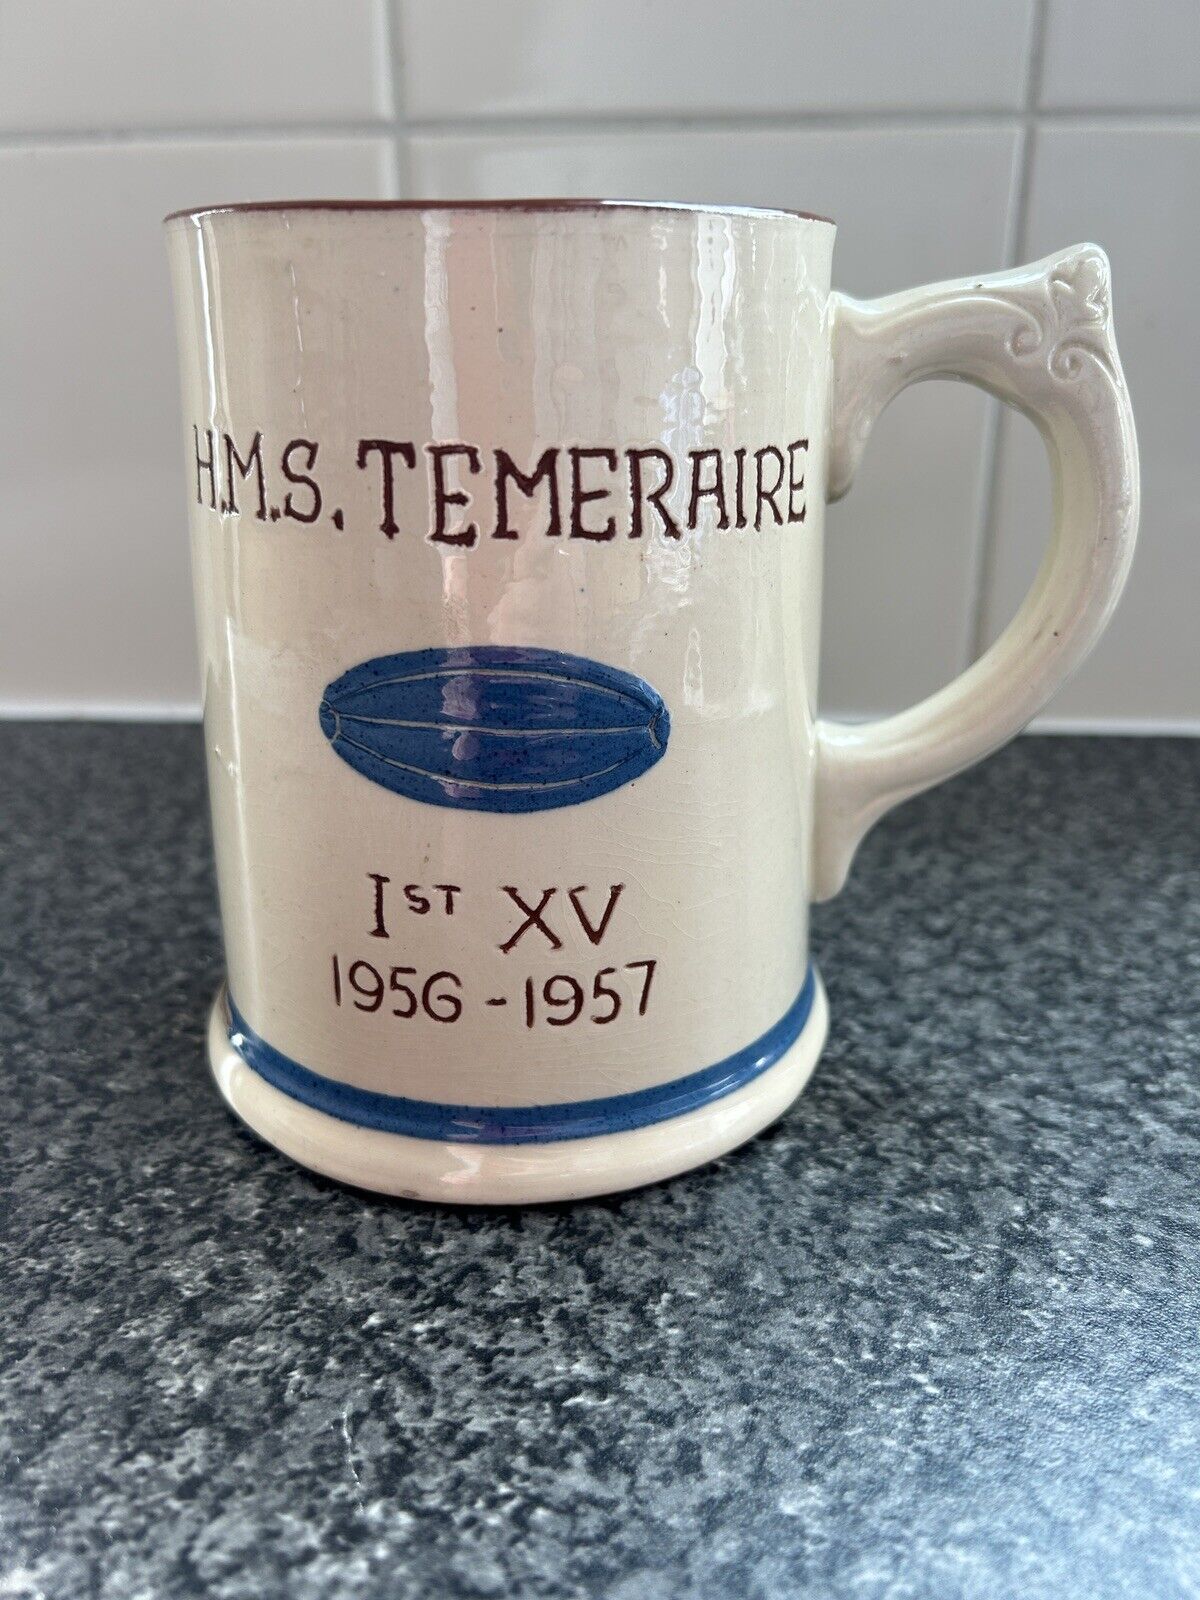 H.M.S. TEMERAIRE
1ST XV
1956 - 1957